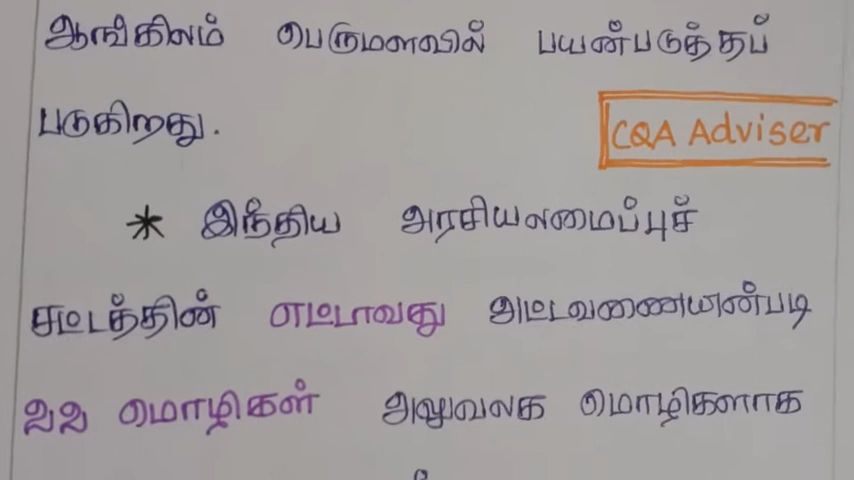 ஆங்கிலம் பெருமளவில் பயன்படுத்தப்
படுகிறது.
CQA Adviser
* இந்திய அரசியலமைப்புச்
சட்டத்தின் எட்டாவது அட்டவணையின்படி
22 மொழிகள் அலுவலக மொழிகளாக